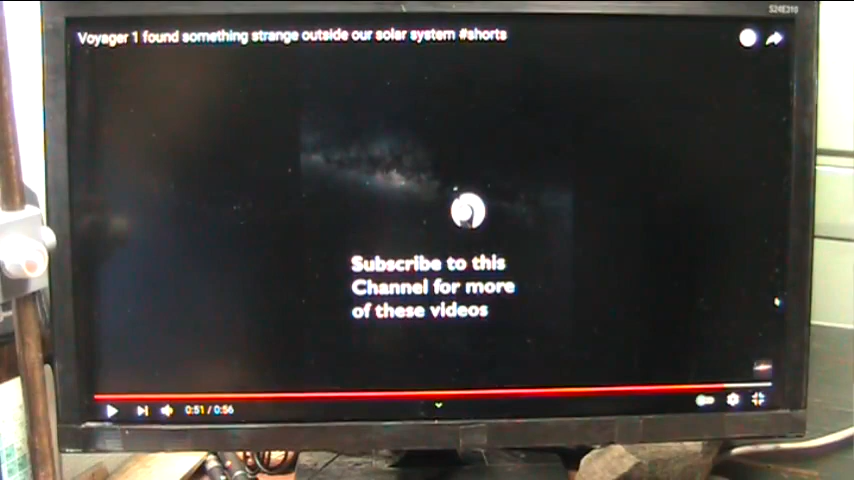 S24E310
Voyager 1 found something strange outside our solar system #shorts
Subscribe to this
Channel for more
of these videos
0:51 / 0:56